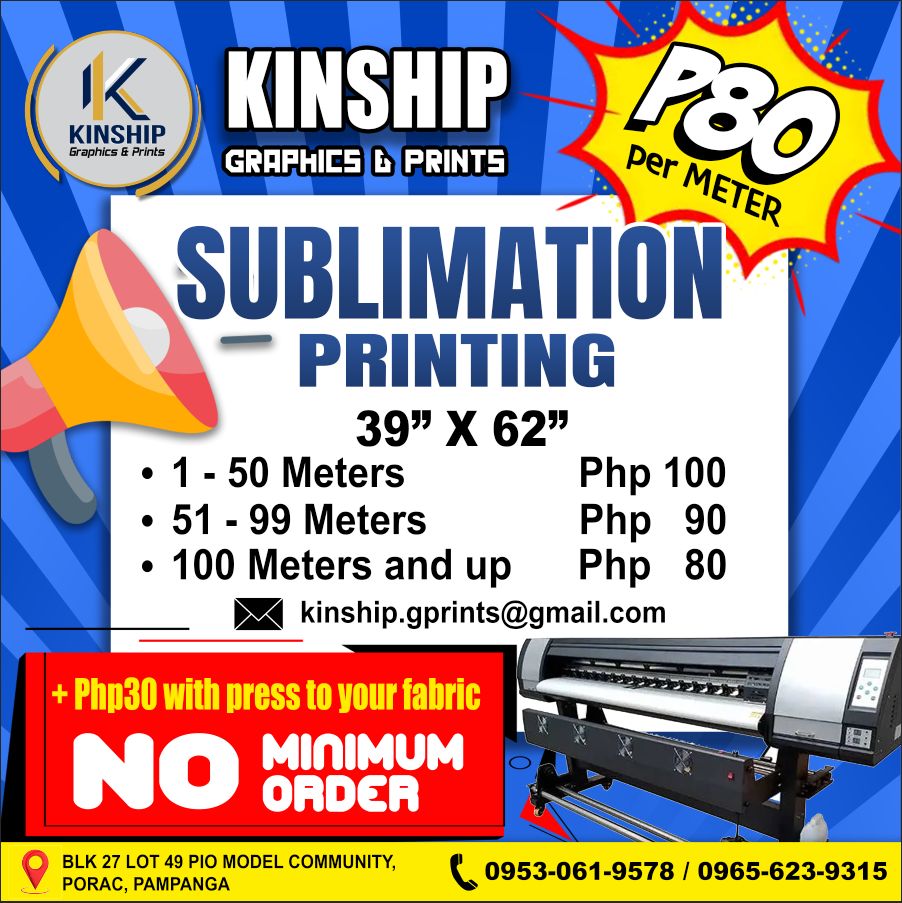 KINSHIP
Graphics & Prints
KINSHIP
GRAPHICS & PRINTS
P80
per METER
SUBLIMATION
PRINTING
39” X 62”
• 1 - 50 Meters Php 100
• 51 - 99 Meters Php 90
• 100 Meters and up Php 80
kinship.gprints@gmail.com
+ Php30 with press to your fabric
NO MINIMUM
ORDER
BLK 27 LOT 49 PIO MODEL COMMUNITY,
PORAC, PAMPANGA
0953-061-9578 / 0965-623-9315